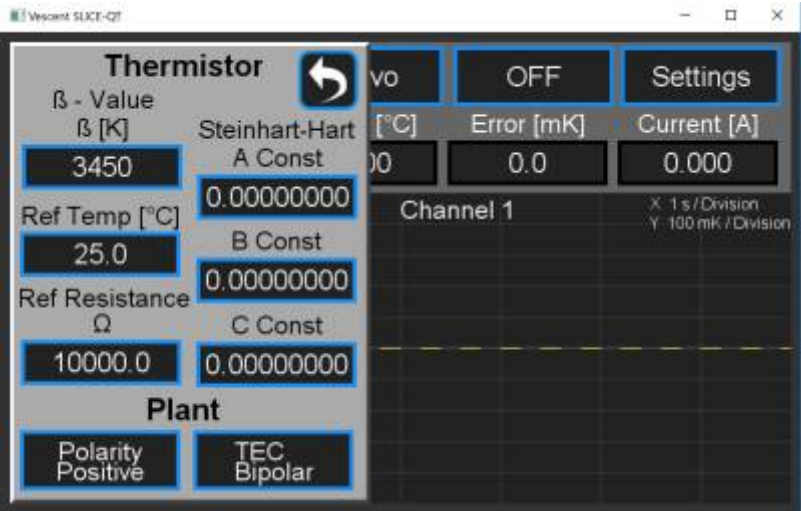 Vescent SLICE-QT
Thermistor
ß - Value
ß [K]
3450
Ref Temp [°C]
25.0
Ref Resistance
Ω
10000.0
Steinhart-Hart
A Const
0.00000000
B Const
0.00000000
C Const
0.00000000
Plant
Polarity
Positive
TEC
Bipolar
vo
OFF
Settings
[°C]
Error [mK]
Current [A]
00
0.0
0.000
Channel 1
X 1 s / Division
Y 100 mK / Division